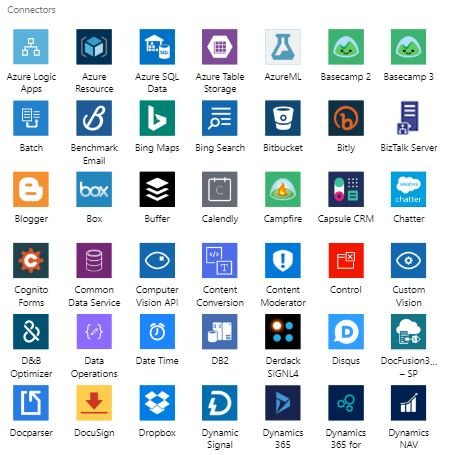 Connectors
Azure Logic Apps
Azure Resource
Azure SQL Data
Azure Table Storage
AzureML
Basecamp 2
Basecamp 3
Batch
Benchmark Email
Bing Maps
Bing Search
Bitbucket
Bitly
BizTalk Server
box
salesforce
chatter
Blogger
Box
Buffer
Calendly
Campfire
Capsule CRM
Chatter
Cognito Forms
Common Data Service
Computer Vision API
Content Conversion
Content Moderator
Control
Custom Vision
D&B Optimizer
Data Operations
Date Time
DB2
Derdack SIGNL4
Disqus
DocFusion3... – SP
Docparser
DocuSign
Dropbox
Dynamic Signal
Dynamics 365
Dynamics 365 for
Dynamics NAV